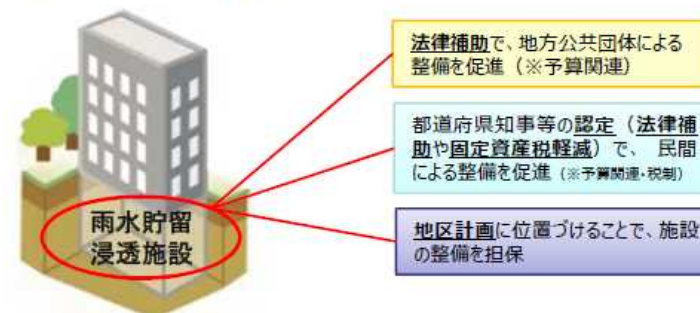 法律補助で、地方公共団体による
整備を促進（※予算関連）
都道府県知事等の認定（法律補
助や固定資産税軽減）で、 民間
による整備を促進（※予算関連・税制）
雨水貯留
浸透施設
地区計画に位置づけることで、施設
の整備を担保